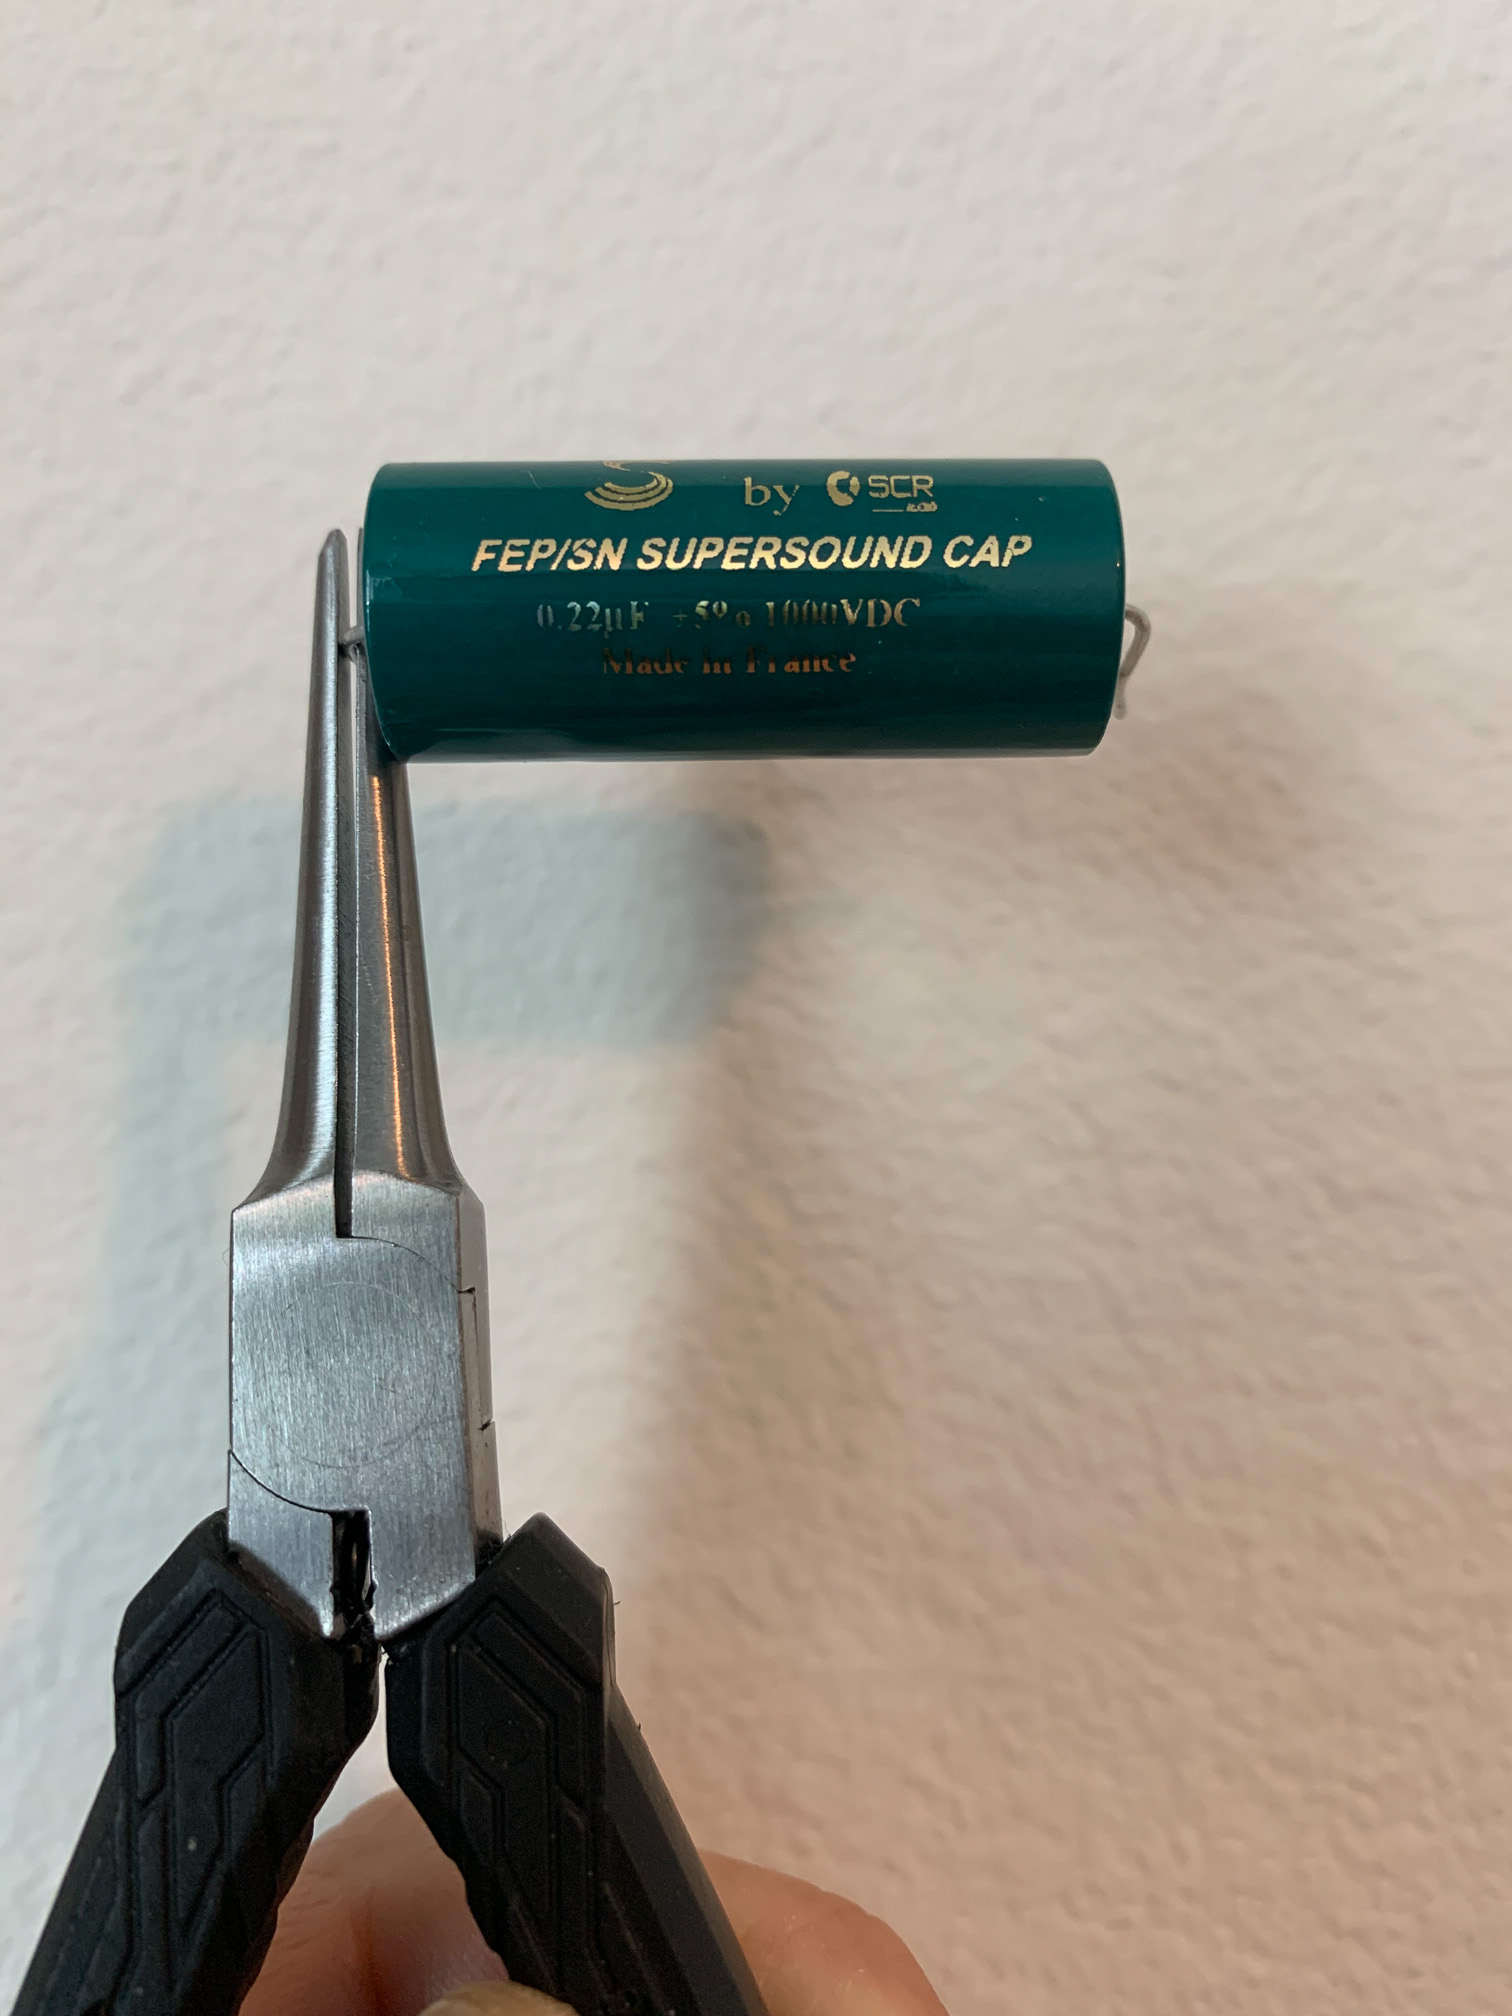 by SCR
FEP/SN SUPERSOUND CAP
0.22µF ±5% 1000VDC
Made in France